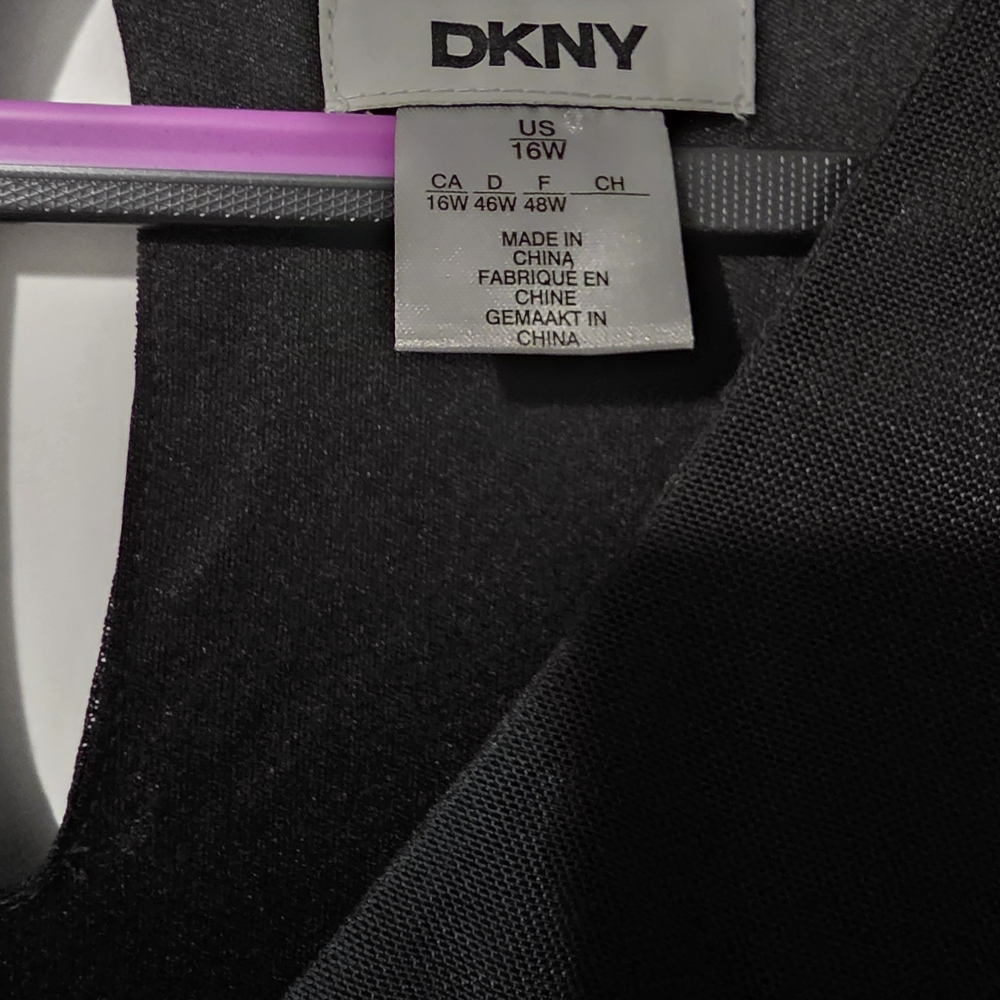 DKNY
US
16W
CA D F CH
16W 46W 48W
MADE IN
CHINA
FABRIQUE EN
CHINE
GEMAAKT IN
CHINA